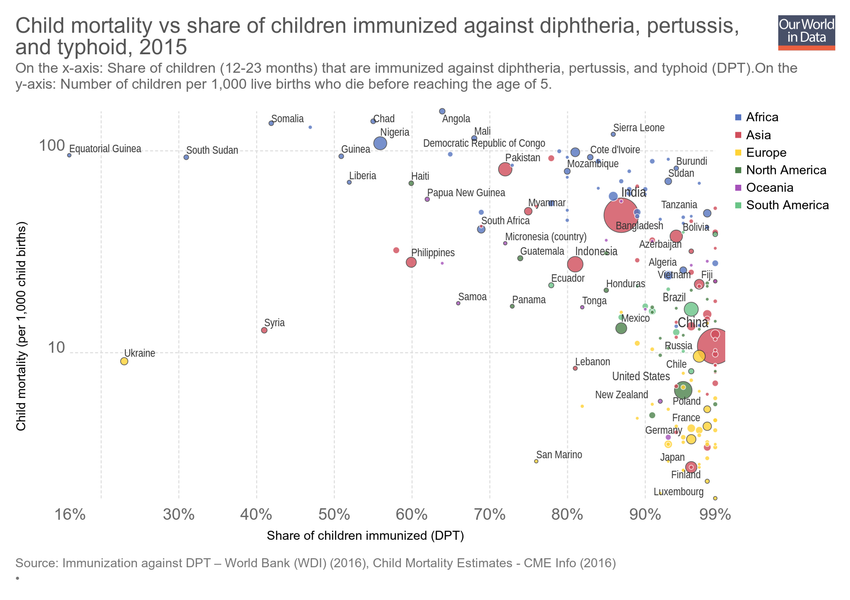 Child mortality vs share of children immunized against diphtheria, pertussis,
and typhoid, 2015
Our World
in Data
On the x-axis: Share of children (12-23 months) that are immunized against diphtheria, pertussis, and typhoid (DPT).On the
y-axis: Number of children per 1,000 live births who die before reaching the age of 5.
Child mortality (per 1,000 child births)
100
10
Somalia
Chad
Angola
Nigeria
Mali
Sierra Leone
Equatorial Guinea
South Sudan
Guinea
Democratic Republic of Congo
Cote d'Ivoire
Pakistan
Mozambique
Burundi
Liberia
Haiti
Sudan
Papua New Guinea
India
Myanmar
Tanzania
South Africa
Bangladesh
Bolivia
Micronesia (country)
Azerbaijan
Philippines
Guatemala
Indonesia
Algeria
Ecuador
Honduras
Vietnam
Fiji
Samoa
Panama
Tonga
Brazil
Syria
Mexico
China
Ukraine
Russia
Lebanon
Chile
United States
New Zealand
Poland
France
Germany
San Marino
Japan
Finland
Luxembourg
16%
30%
40%
50%
60%
70%
80%
90%
99%
Share of children immunized (DPT)
Africa
Asia
Europe
North America
Oceania
South America
Source: Immunization against DPT – World Bank (WDI) (2016), Child Mortality Estimates - CME Info (2016)
•